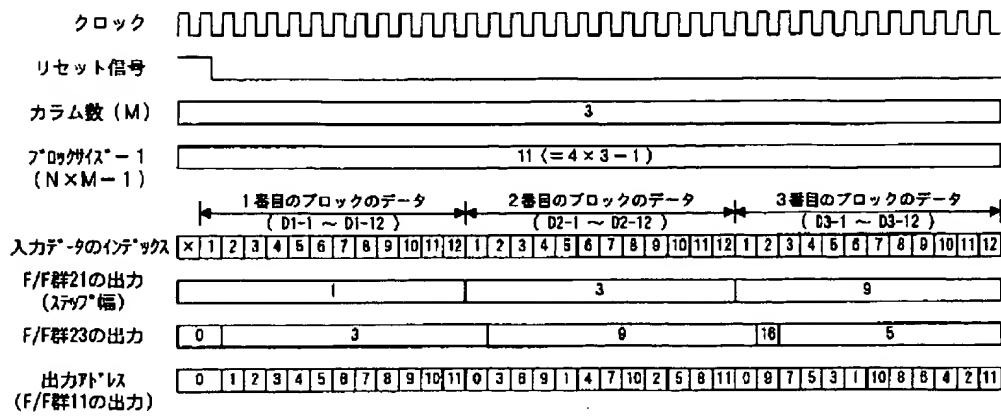 クロック
リセット信号
カラム数(M)
3
ブロックサイズ-1
(N×M-1)
11 (=4×3-1)
1番目のブロックのデータ
(D1-1 ~ D1-12)
2番目のブロックのデータ
(D2-1 ~ D2-12)
3番目のブロックのデータ
(D3-1 ~ D3-12)
入力データのインデックス × 1 2 3 4 5 6 7 8 9 10 11 12 1 2 3 4 5 6 7 8 9 10 11 12 1 2 3 4 5 6 7 8 9 10 11 12
F/F群21の出力
(ステップ幅)
1 3 9
F/F群23の出力 0 3 9 16 5
出力アドレス
(F/F群11の出力)
0 1 2 3 4 5 6 7 8 9 10 11 0 3 6 9 1 4 7 10 2 5 8 11 0 9 7 5 3 1 10 8 6 4 2 11